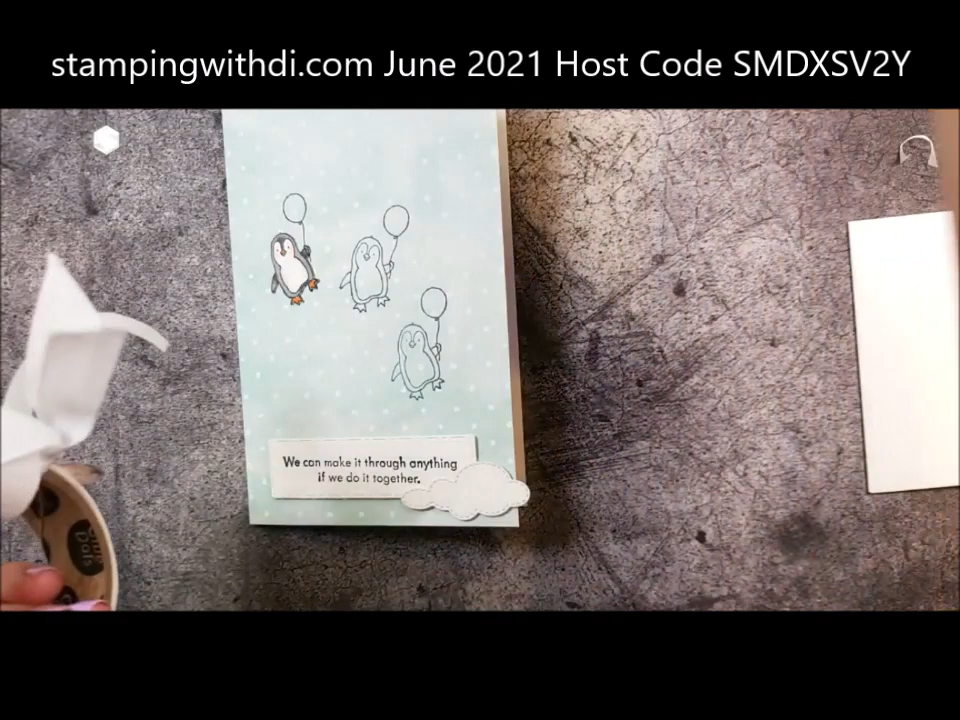 stampingwithdi.com June 2021 Host Code SMDXSV2Y
We can make it through anything
if we do it together.